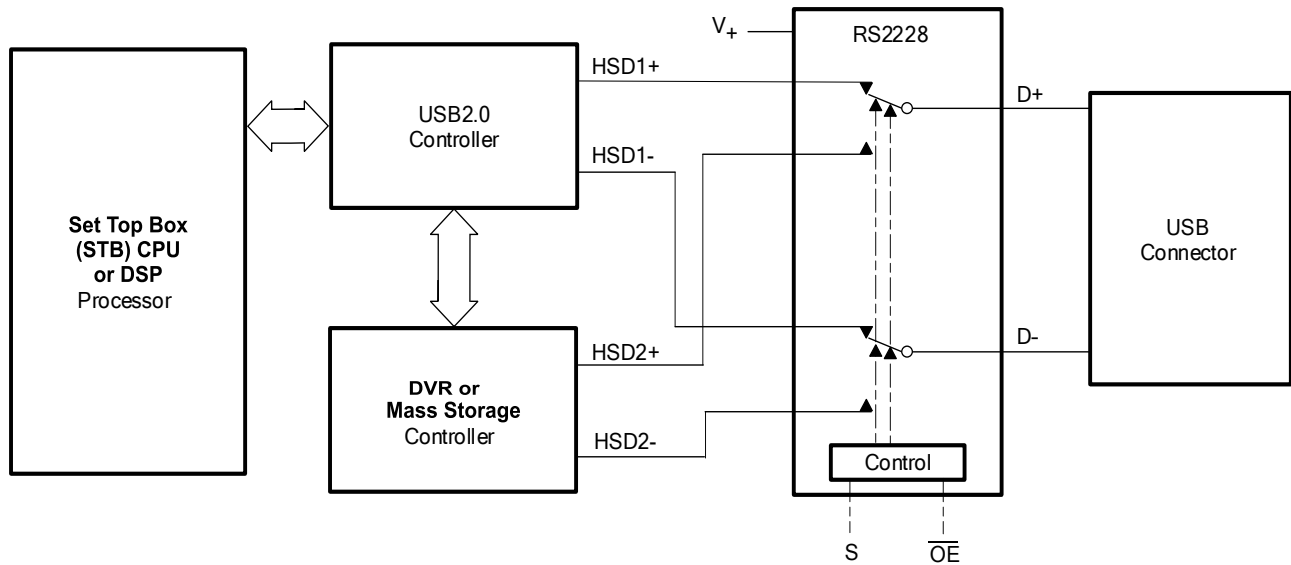 Set Top Box
(STB) CPU
or DSP
Processor
USB2.0
Controller
DVR or
Mass Storage
Controller
HSD1+
HSD1-
HSD2+
HSD2-
V+
RS2228
Control
S
OE
D+
D-
USB
Connector